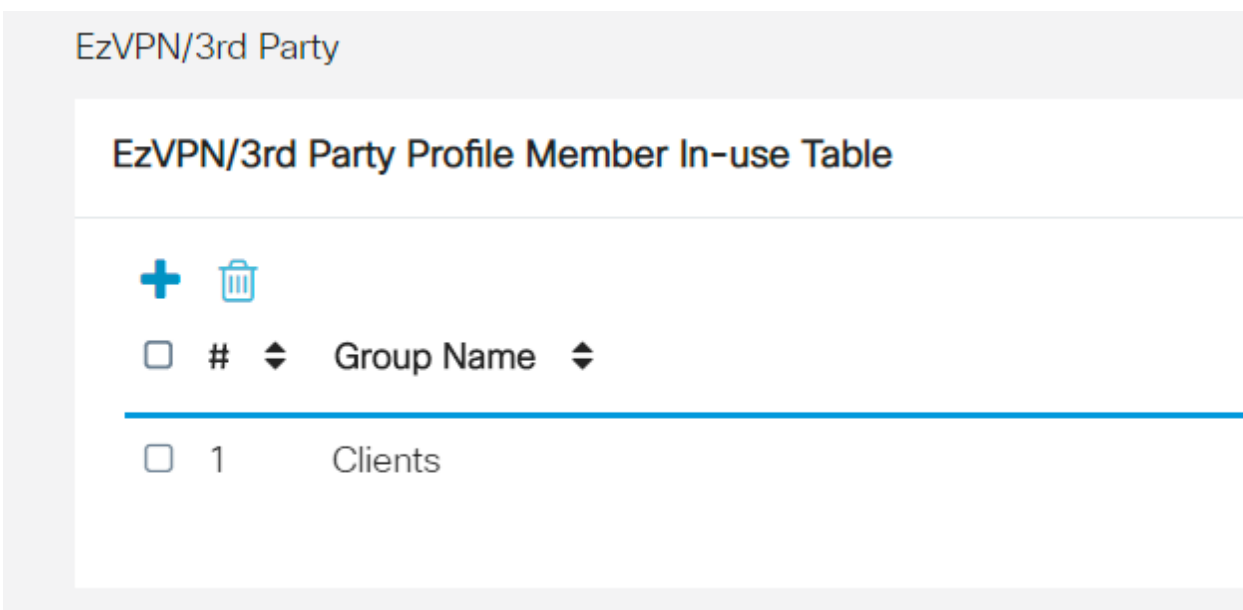 EzVPN/3rd Party
EzVPN/3rd Party Profile Member In-use Table
# Group Name
1 Clients